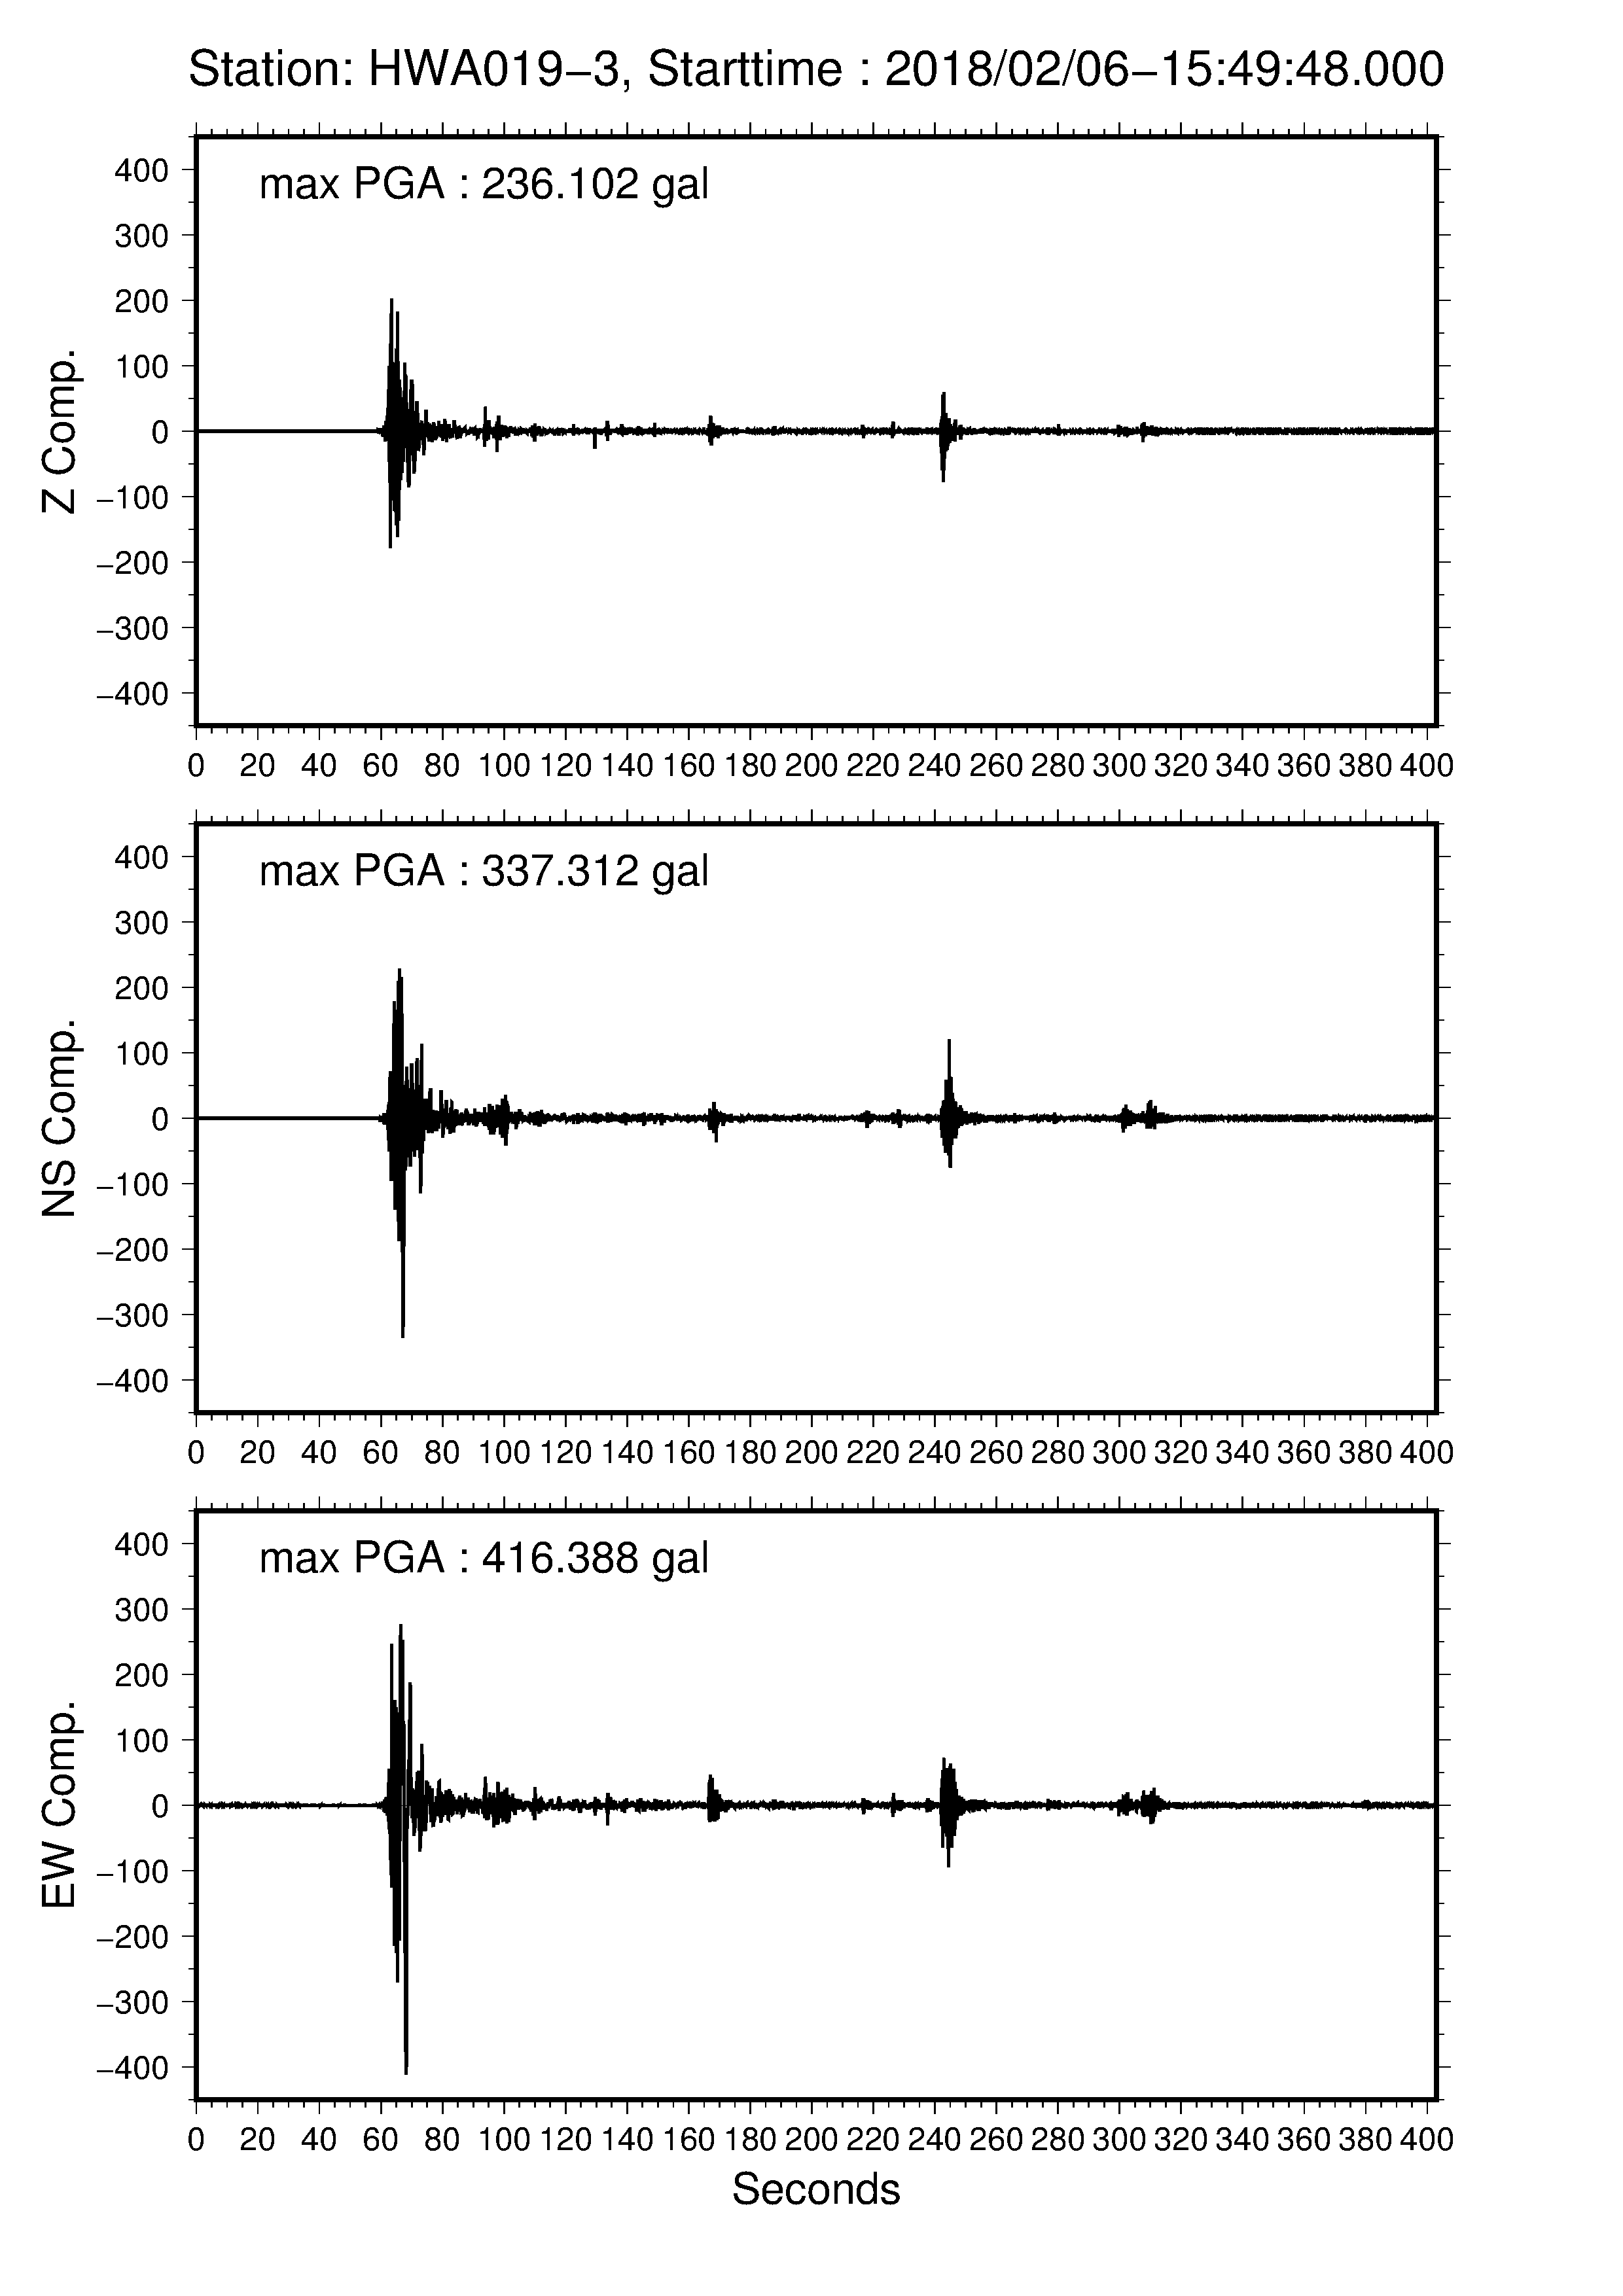 Station: HWA019−3, Starttime : 2018/02/06−15:49:48.000
max PGA : 236.102 gal
400
300
200
100
0
−100
−200
−300
−400
Z Comp.
0 20 40 60 80 100 120 140 160 180 200 220 240 260 280 300 320 340 360 380 400
max PGA : 337.312 gal
400
300
200
100
0
−100
−200
−300
−400
NS Comp.
0 20 40 60 80 100 120 140 160 180 200 220 240 260 280 300 320 340 360 380 400
max PGA : 416.388 gal
400
300
200
100
0
−100
−200
−300
−400
EW Comp.
0 20 40 60 80 100 120 140 160 180 200 220 240 260 280 300 320 340 360 380 400
Seconds